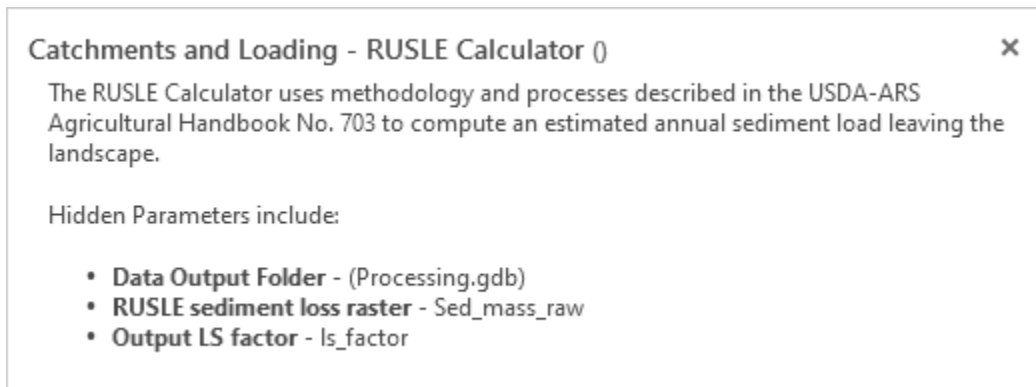 Catchments and Loading - RUSLE Calculator ()
The RUSLE Calculator uses methodology and processes described in the USDA-ARS
Agricultural Handbook No. 703 to compute an estimated annual sediment load leaving the
landscape.
Hidden Parameters include:
• Data Output Folder - (Processing.gdb)
• RUSLE sediment loss raster - Sed_mass_raw
• Output LS factor - ls_factor